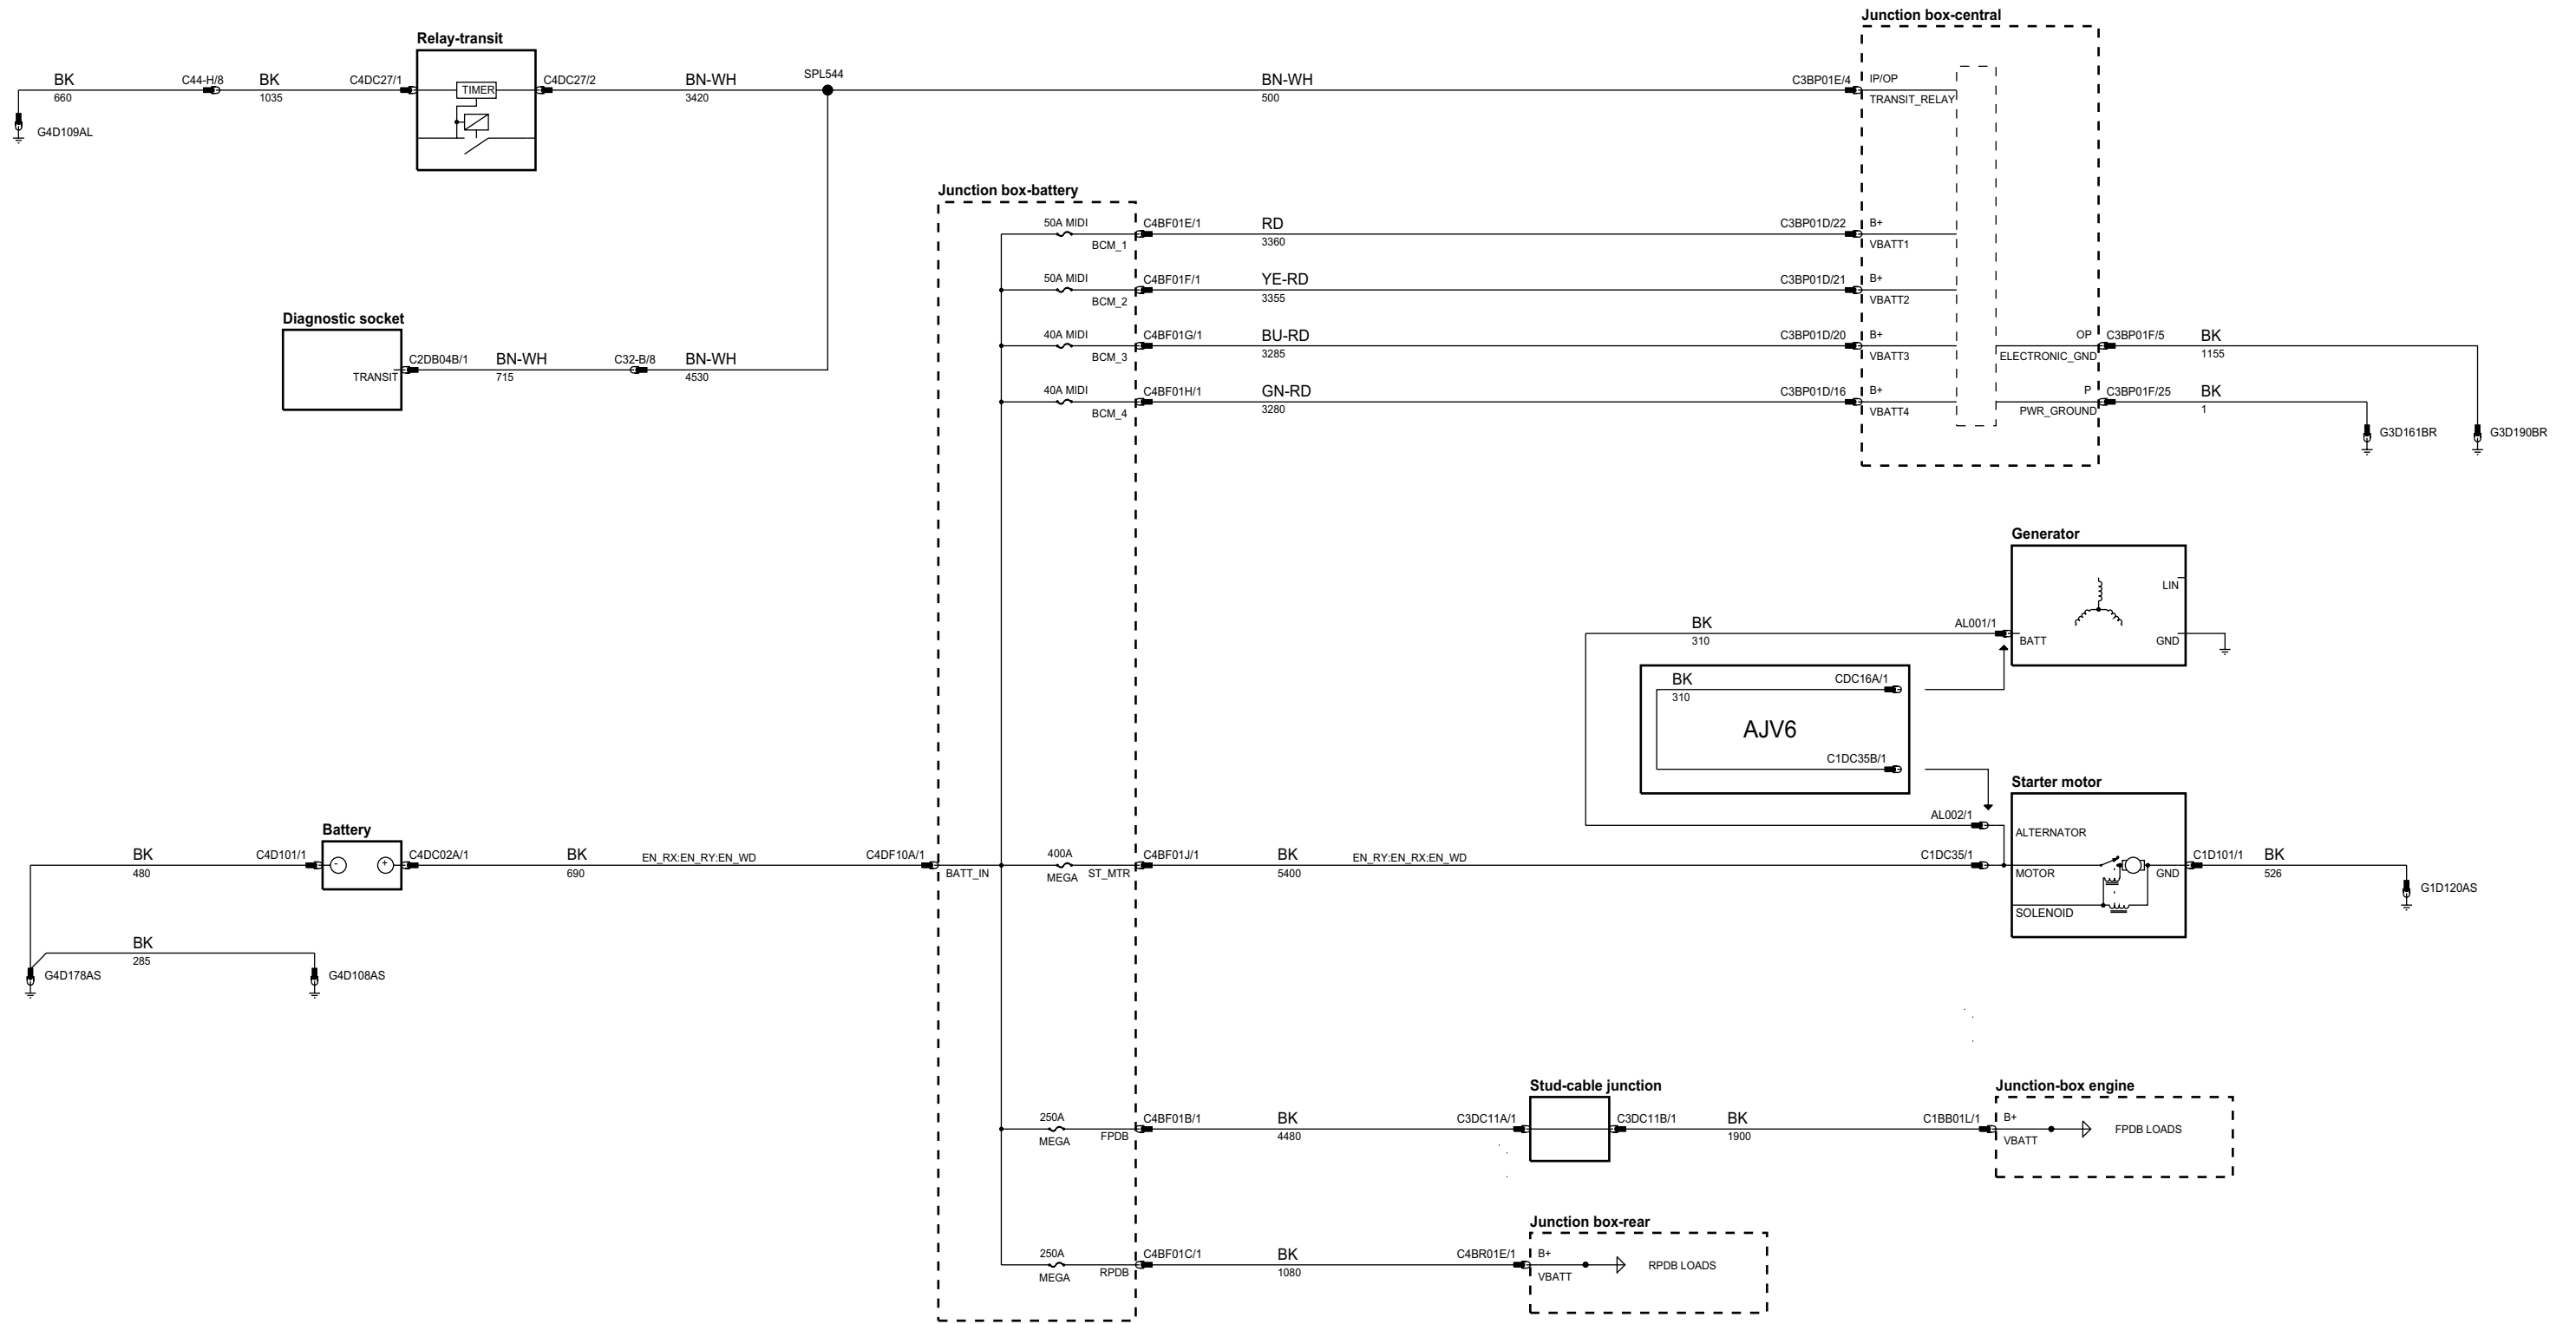 Junction box-central
Relay-transit
BK
660
C44-H/8
BK
1035
C4DC27/1
TIMER
C4DC27/2
BN-WH
3420
SPL544
BN-WH
500
C3BP01E/4
IP/OP
TRANSIT_RELAY
G4D109AL
Junction box-battery
50A MIDI
BCM_1
C4BF01E/1
RD
3360
C3BP01D/22
B+
VBATT1
50A MIDI
BCM_2
C4BF01F/1
YE-RD
3355
C3BP01D/21
B+
VBATT2
Diagnostic socket
TRANSIT
C2DB04B/1
BN-WH
715
C32-B/8
BN-WH
4530
40A MIDI
BCM_3
C4BF01G/1
BU-RD
3285
C3BP01D/20
B+
VBATT3
OP
ELECTRONIC_GND
C3BP01F/5
BK
1155
40A MIDI
BCM_4
C4BF01H/1
GN-RD
3280
C3BP01D/16
B+
VBATT4
P
PWR_GROUND
C3BP01F/25
BK
1
G3D161BR
G3D190BR
Generator
LIN
BK
310
AL001/1
BATT
GND
BK
310
CDC16A/1
AJV6
C1DC35B/1
Starter motor
AL002/1
ALTERNATOR
Battery
BK
480
C4D101/1
-
+
C4DC02A/1
BK
690
EN_RX:EN_RY:EN_WD
C4DF10A/1
BATT_IN
400A
MEGA
ST_MTR
C4BF01J/1
BK
5400
EN_RY:EN_RX:EN_WD
C1DC35/1
MOTOR
GND
C1D101/1
BK
526
G1D120AS
SOLENOID
BK
285
G4D178AS
G4D108AS
Stud-cable junction
Junction-box engine
250A
MEGA
FPDB
C4BF01B/1
BK
4480
C3DC11A/1
C3DC11B/1
BK
1900
C1BB01L/1
B+
VBATT
FPDB LOADS
Junction box-rear
250A
MEGA
RPDB
C4BF01C/1
BK
1080
C4BR01E/1
B+
VBATT
RPDB LOADS